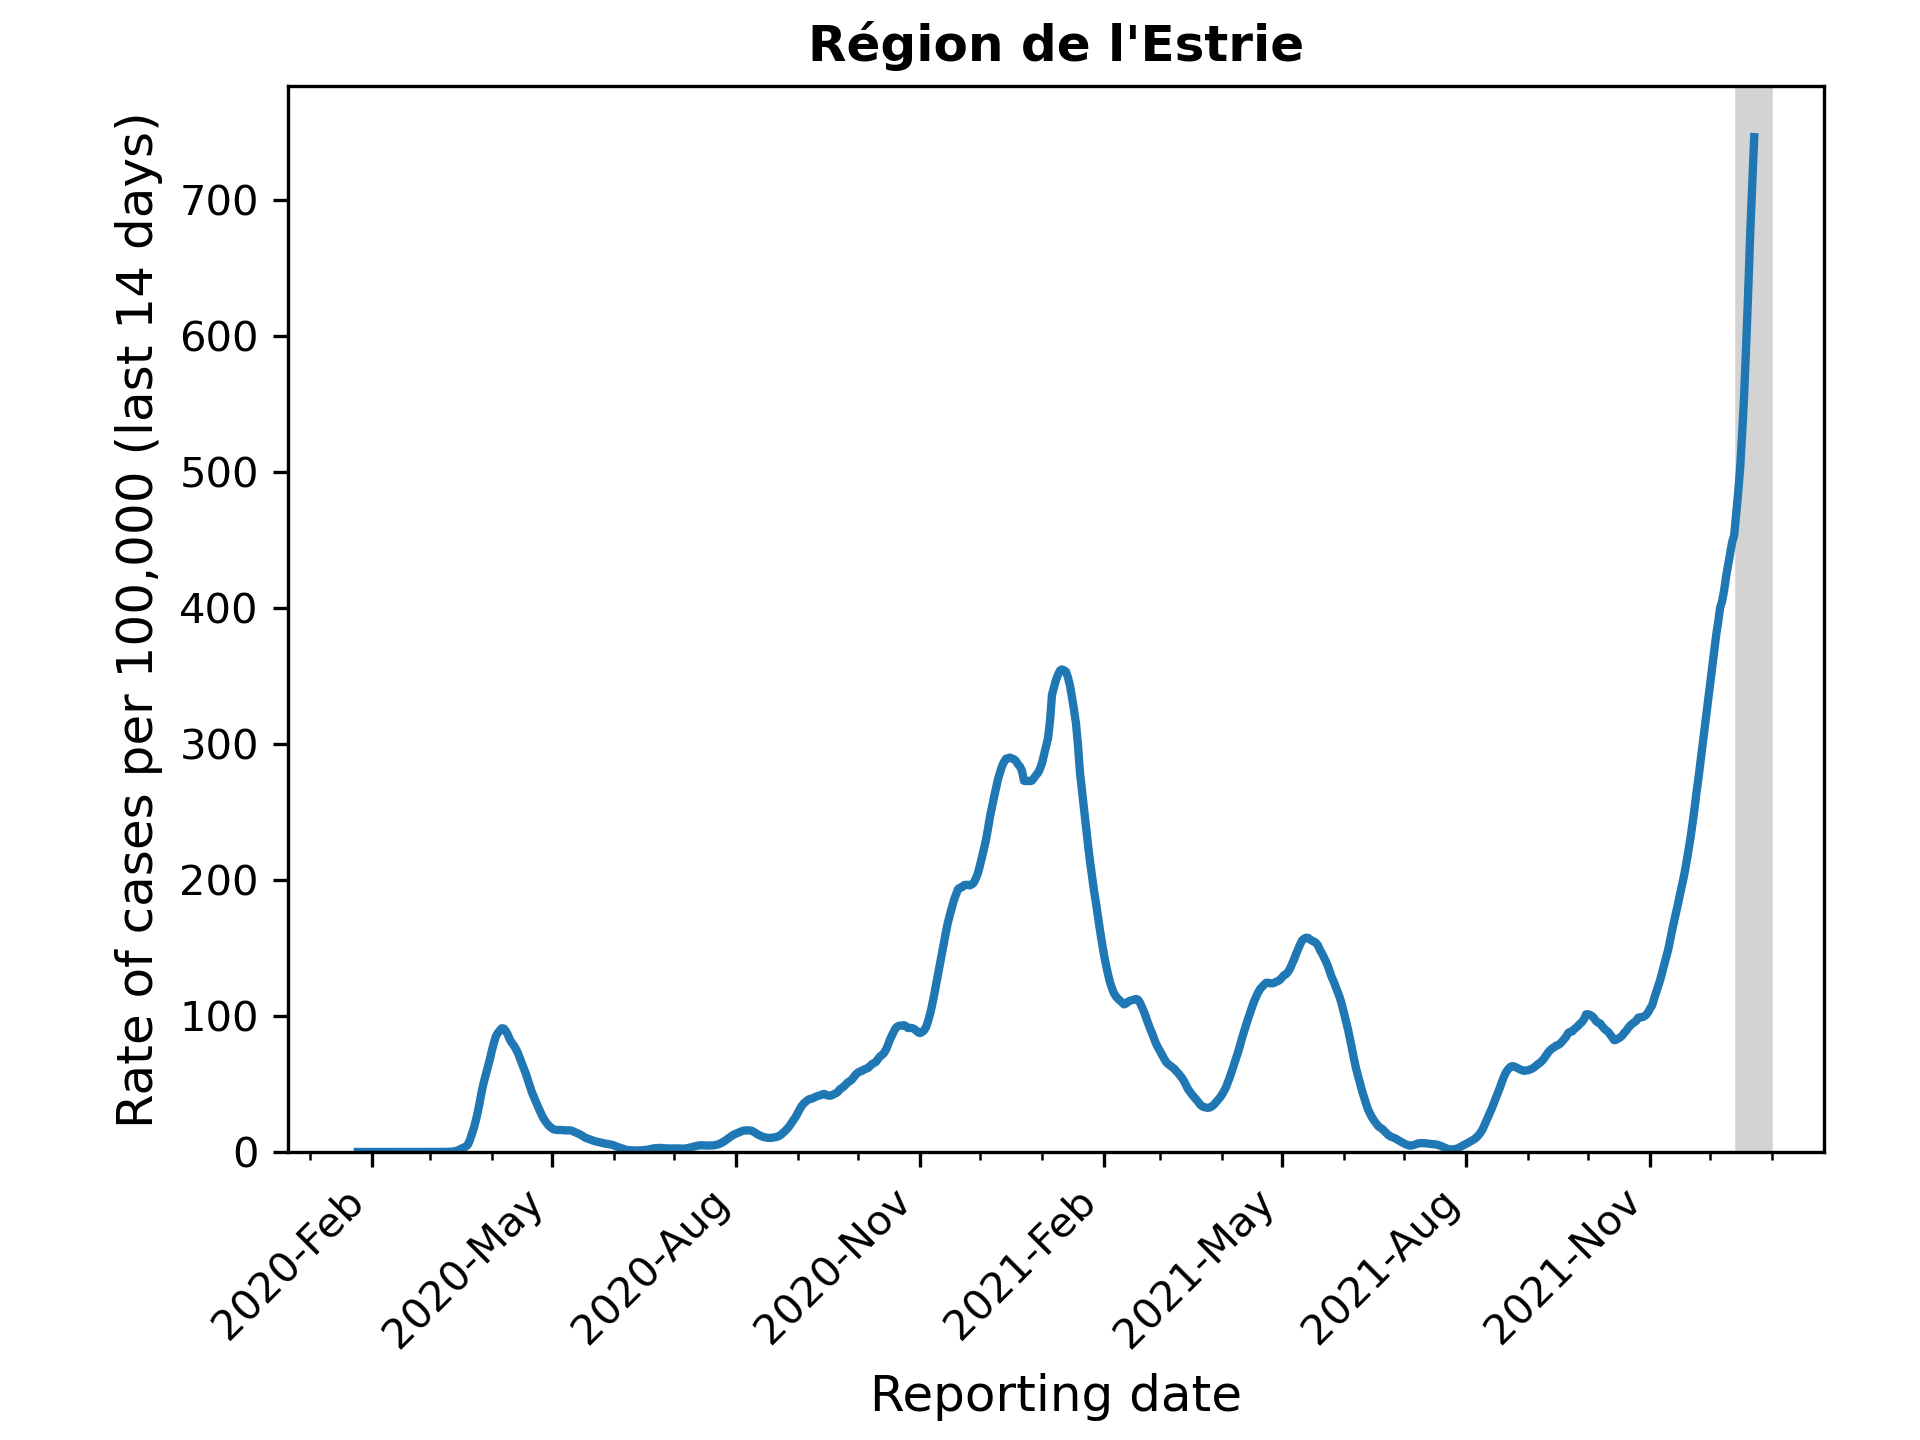 Région de l'Estrie
Rate of cases per 100,000 (last 14 days)
700
600
500
400
300
200
100
0
2020-Feb
2020-May
2020-Aug
2020-Nov
2021-Feb
2021-May
2021-Aug
2021-Nov
Reporting date